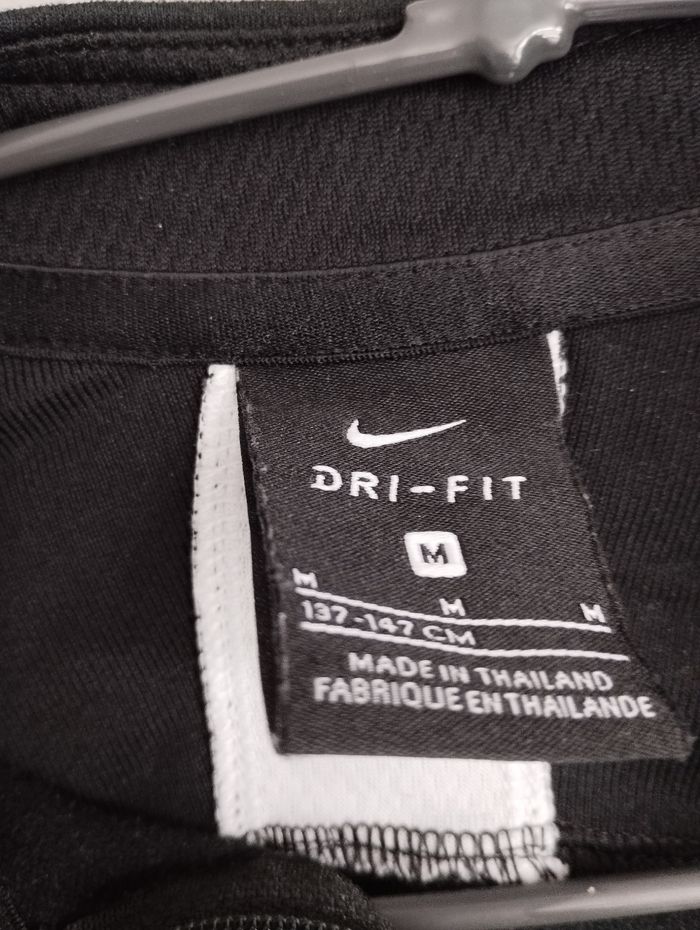 DRI-FIT
M
M M M
137-147 CM
MADE IN THAILAND
FABRIQUE EN THAILANDE